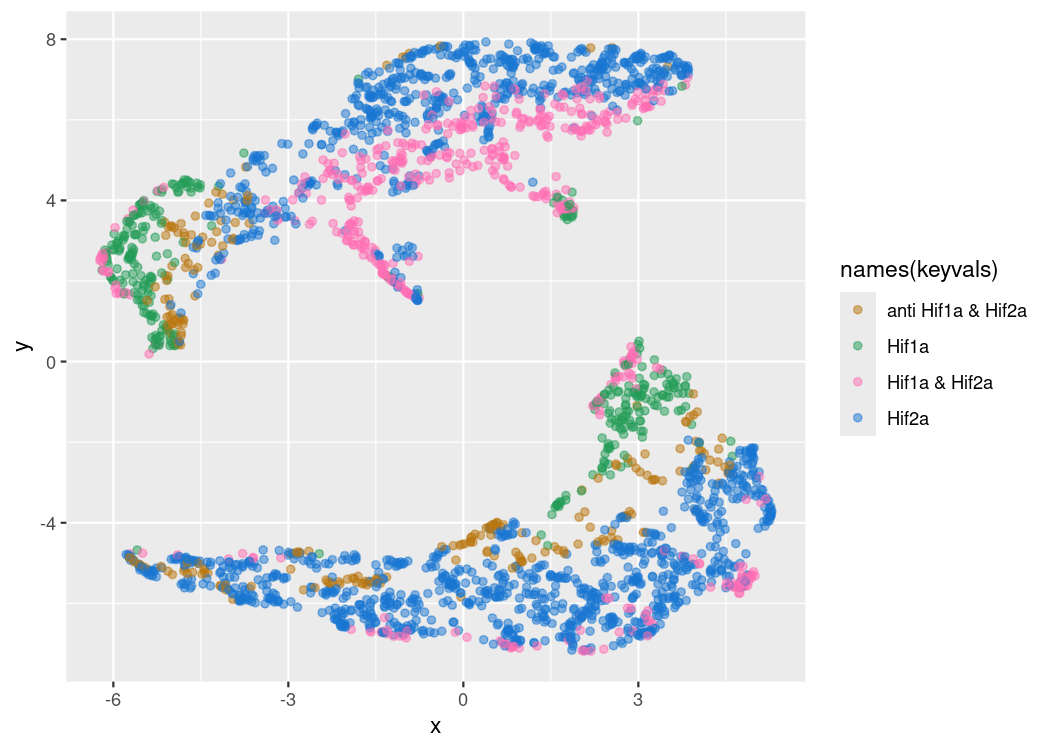 8
4
0
-4
y
-6
-3
0
3
x
names(keyvals)
anti Hif1a & Hif2a
Hif1a
Hif1a & Hif2a
Hif2a